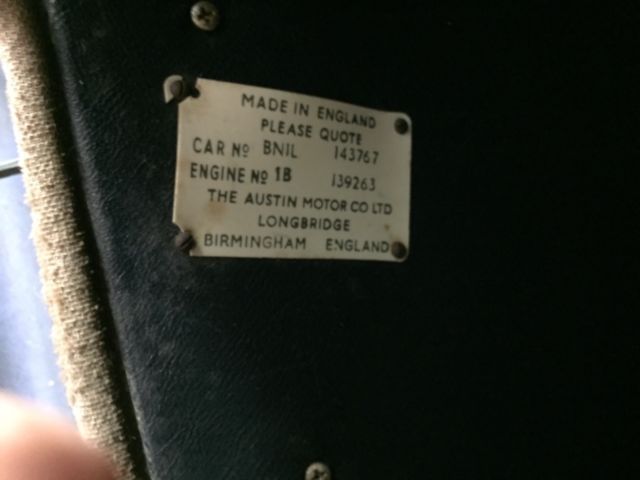 MADE IN ENGLAND
PLEASE QUOTE
CAR Nº BN1L 143767
ENGINE Nº 1B 139263
THE AUSTIN MOTOR CO LTD
LONGBRIDGE
BIRMINGHAM ENGLAND